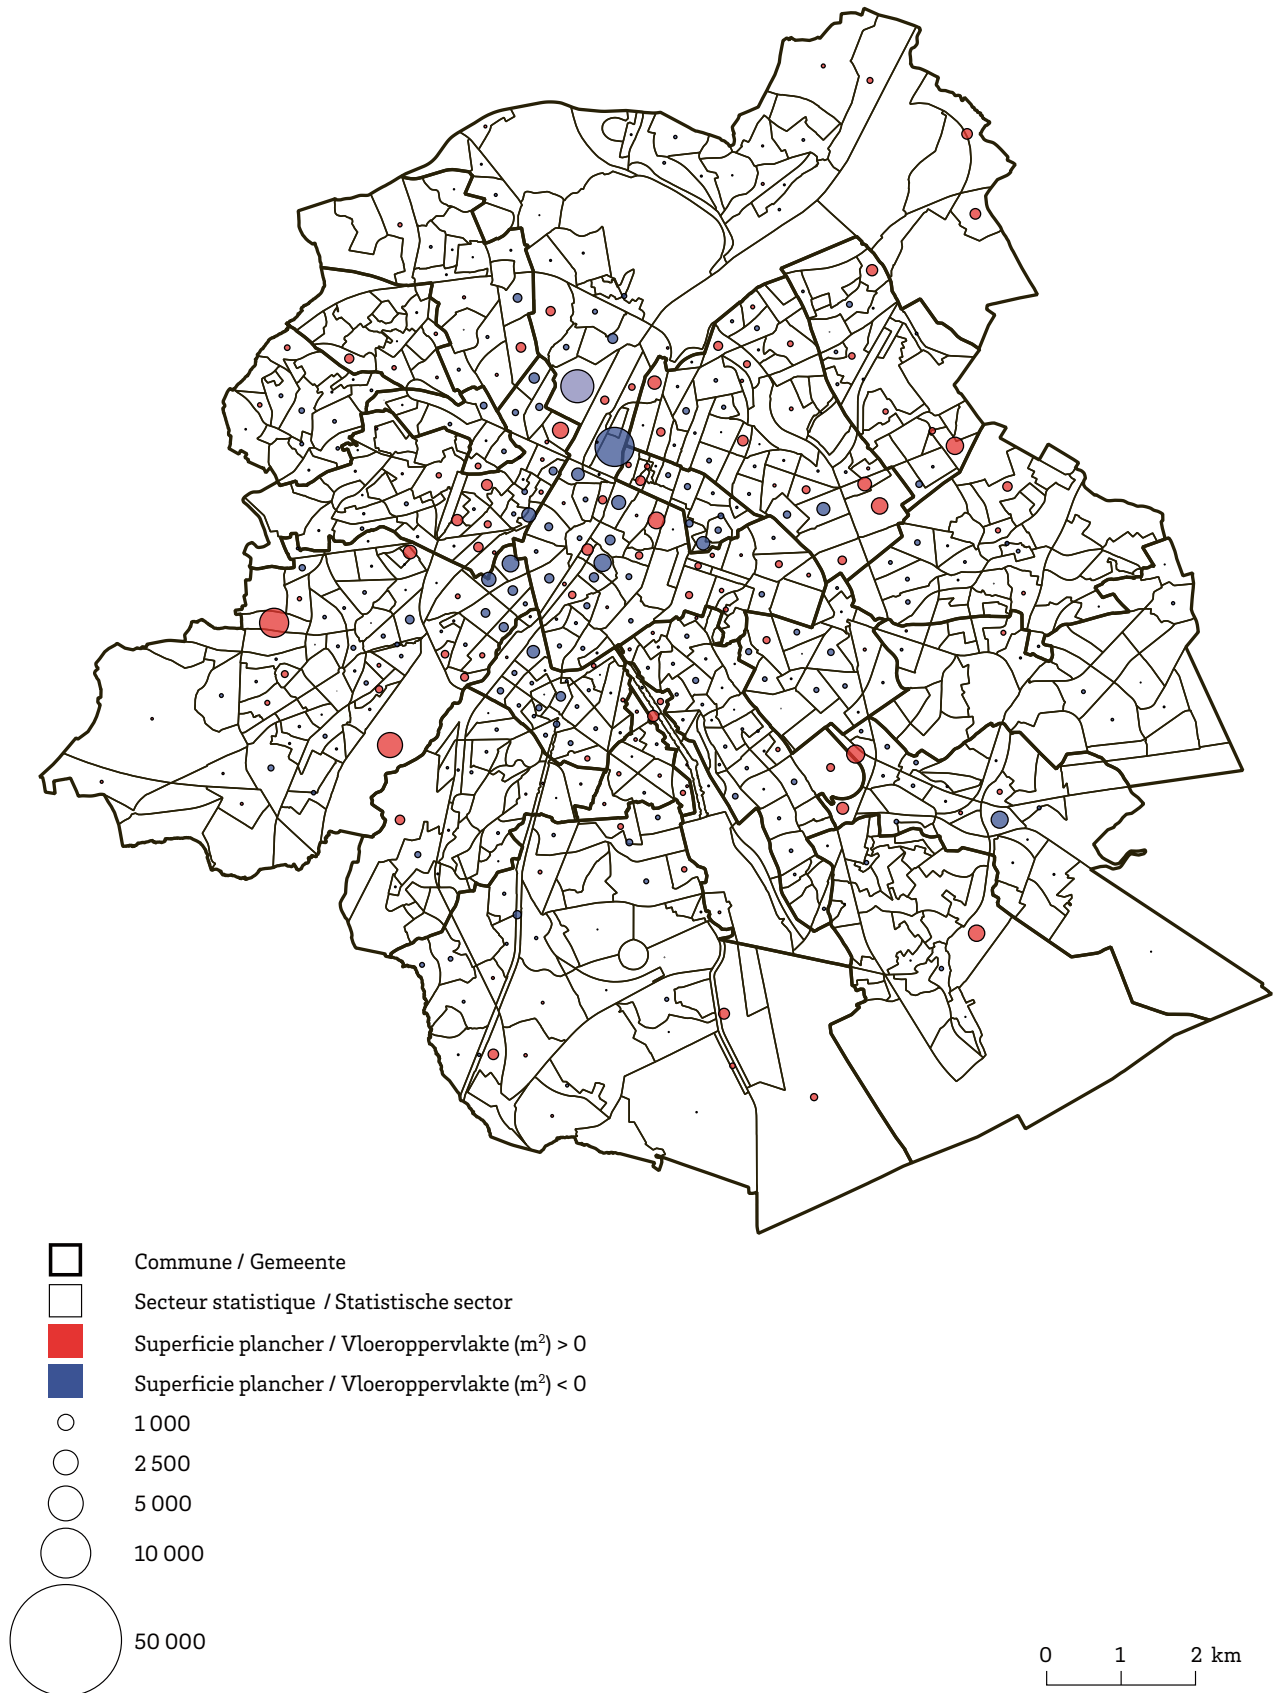 Commune / Gemeente
Secteur statistique / Statistische sector
Superficie plancher / Vloeroppervlakte (m²) > 0
Superficie plancher / Vloeroppervlakte (m²) < 0
1 000
2 500
5 000
10 000
50 000
0 1 2 km